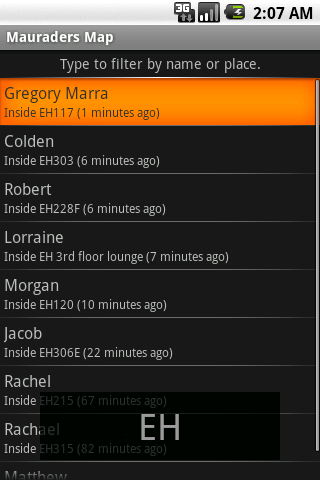 3G 2:07 AM
Mauraders Map
Type to filter by name or place.
Gregory Marra
Inside EH117 (1 minutes ago)
Colden
Inside EH303 (6 minutes ago)
Robert
Inside EH228F (6 minutes ago)
Lorraine
Inside EH 3rd floor lounge (7 minutes ago)
Morgan
Inside EH120 (10 minutes ago)
Jacob
Inside EH306E (22 minutes ago)
Rachel
Inside EH215 (67 minutes ago)
Rachael
Inside EH315 (82 minutes ago)
EH
Matthew